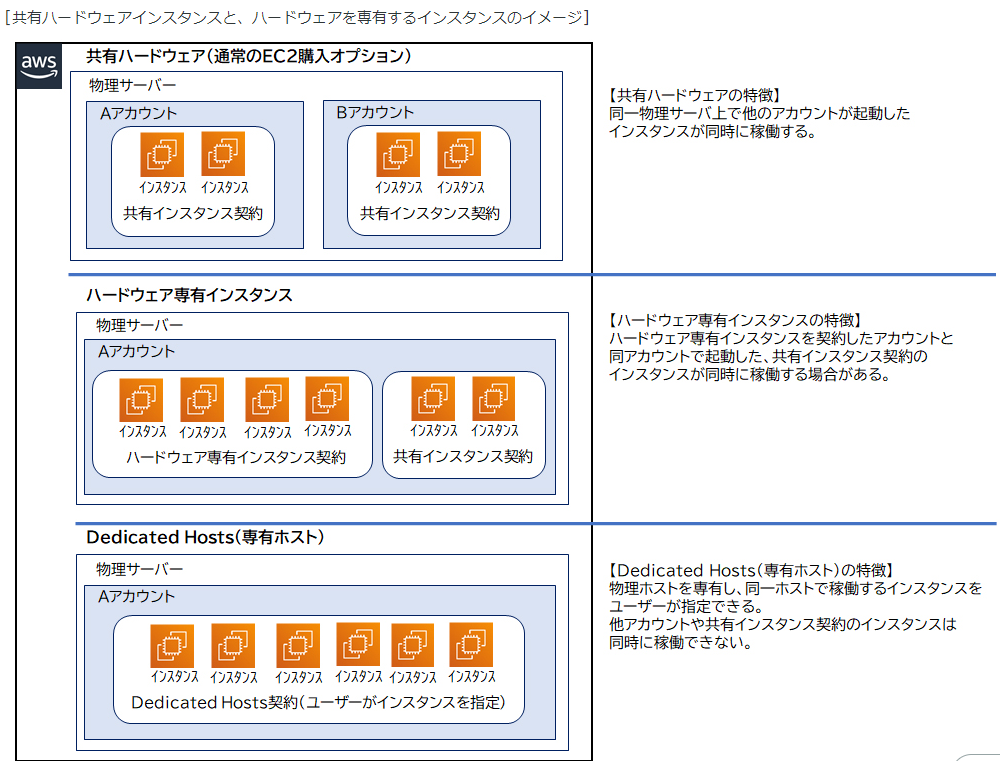 [共有ハードウェアインスタンスと、ハードウェアを専有するインスタンスのイメージ]
aws
共有ハードウェア(通常のEC2購入オプション)
物理サーバー
Aアカウント
インスタンス インスタンス
共有インスタンス契約
Bアカウント
インスタンス インスタンス
共有インスタンス契約
【共有ハードウェアの特徴】
同一物理サーバ上で他のアカウントが起動した
インスタンスが同時に稼働する。
ハードウェア専有インスタンス
物理サーバー
Aアカウント
インスタンス インスタンス インスタンス インスタンス
ハードウェア専有インスタンス契約
インスタンス インスタンス
共有インスタンス契約
【ハードウェア専有インスタンスの特徴】
ハードウェア専有インスタンスを契約したアカウントと
同アカウントで起動した、共有インスタンス契約の
インスタンスが同時に稼働する場合がある。
Dedicated Hosts(専有ホスト)
物理サーバー
Aアカウント
インスタンス インスタンス インスタンス インスタンス インスタンス インスタンス
Dedicated Hosts契約(ユーザーがインスタンスを指定)
【Dedicated Hosts(専有ホスト)の特徴】
物理ホストを専有し、同一ホストで稼働するインスタンスを
ユーザーが指定できる。
他アカウントや共有インスタンス契約のインスタンスは
同時に稼働できない。